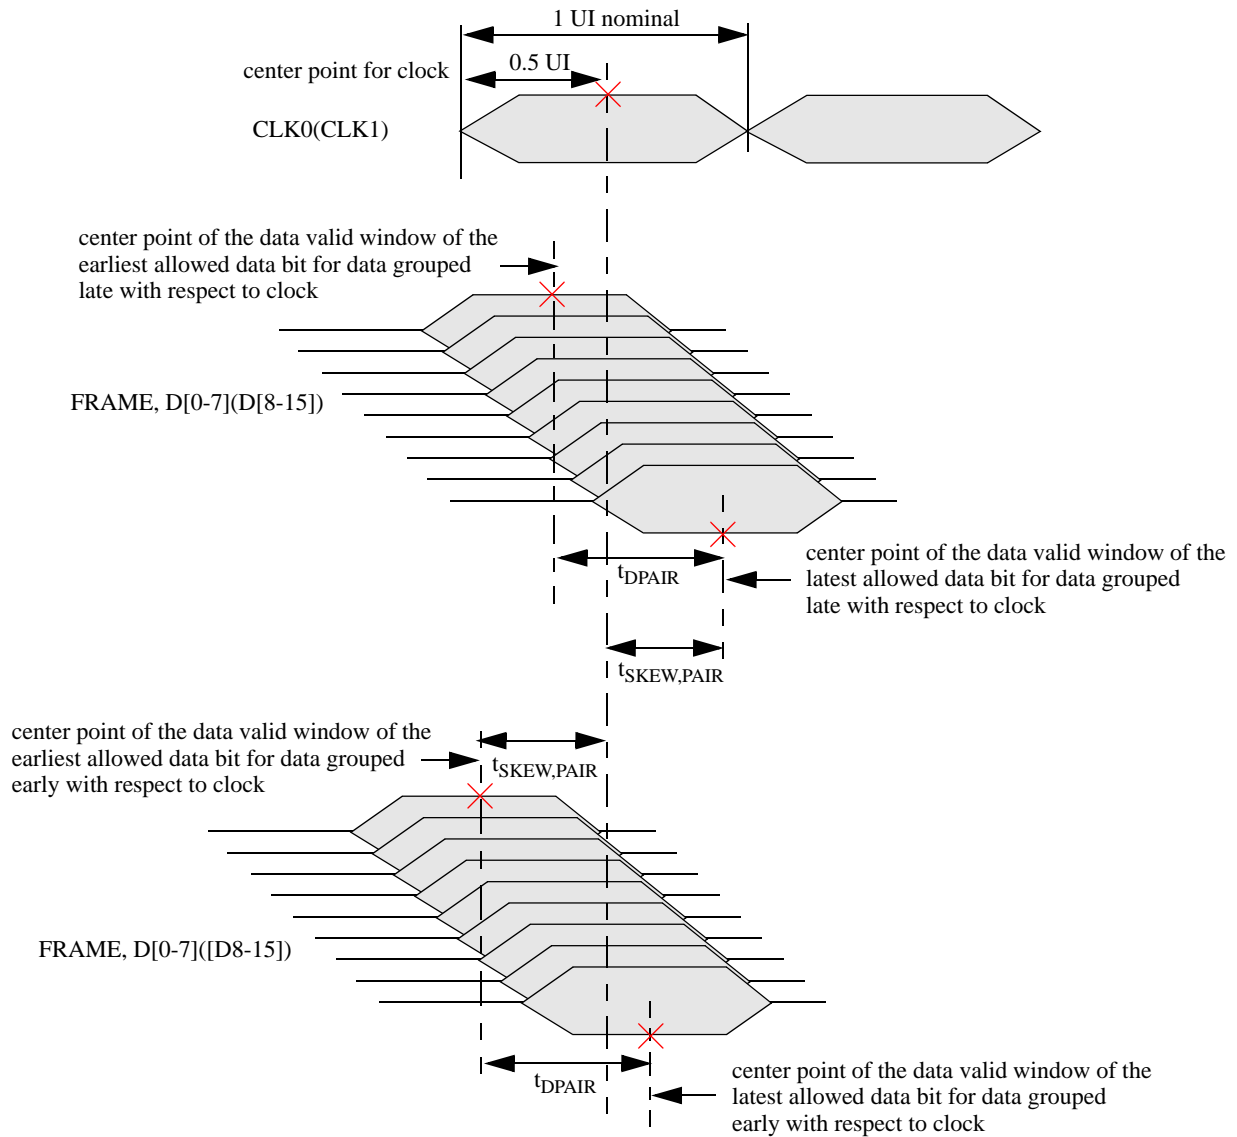 1 UI nominal
0.5 UI
center point for clock
CLK0(CLK1)
center point of the data valid window of the
earliest allowed data bit for data grouped
late with respect to clock
FRAME, D[0-7](D[8-15])
tDPAIR
center point of the data valid window of the
latest allowed data bit for data grouped
late with respect to clock
tSKEW,PAIR
center point of the data valid window of the
earliest allowed data bit for data grouped
early with respect to clock
tSKEW,PAIR
FRAME, D[0-7]([D8-15])
tDPAIR
center point of the data valid window of the
latest allowed data bit for data grouped
early with respect to clock